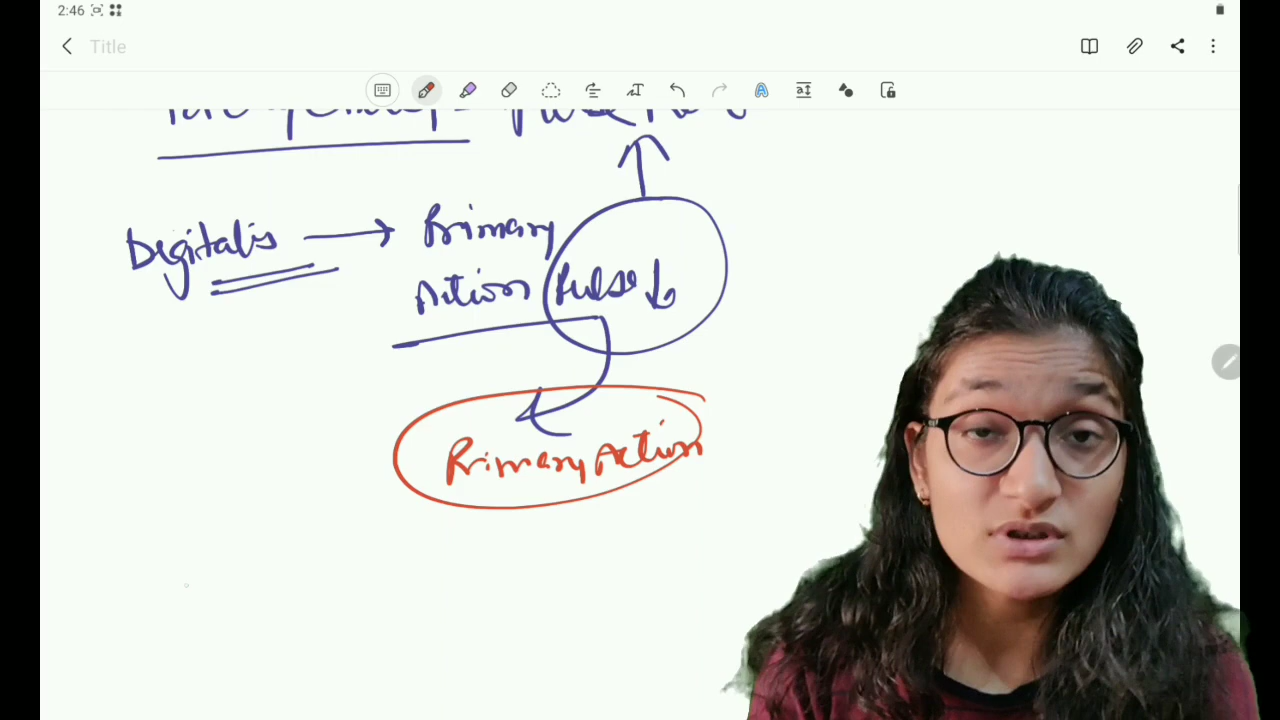 2:46
Title
Digitalis → Primary
Action Pulse ↓
Primary Action